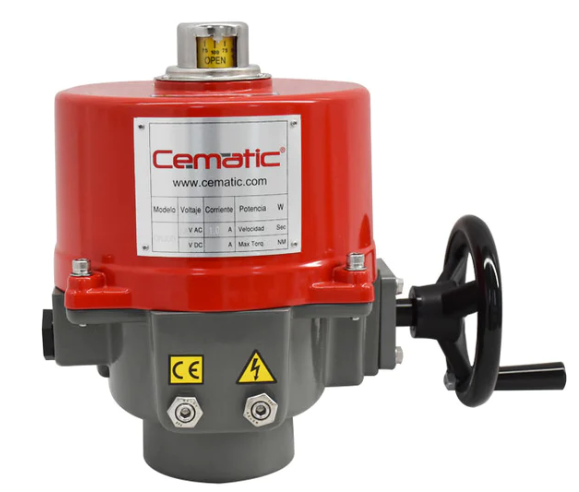 OPEN
Cematic®
www.cematic.com
Modelo Voltaje Corriente Potencia W
V AC A Velocidad Sec
V DC A Max Torq. NM
CE